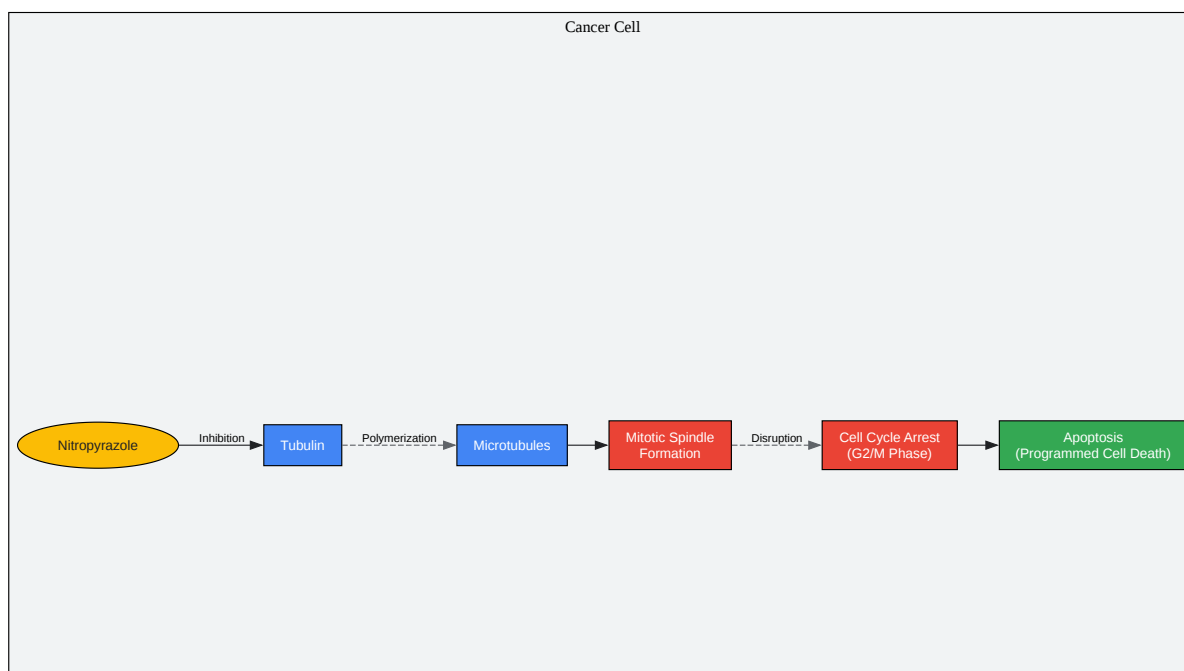 Cancer Cell
Nitropyrazole
Inhibition
Tubulin
Polymerization
Microtubules
Mitotic Spindle
Formation
Disruption
Cell Cycle Arrest
(G2/M Phase)
Apoptosis
(Programmed Cell Death)